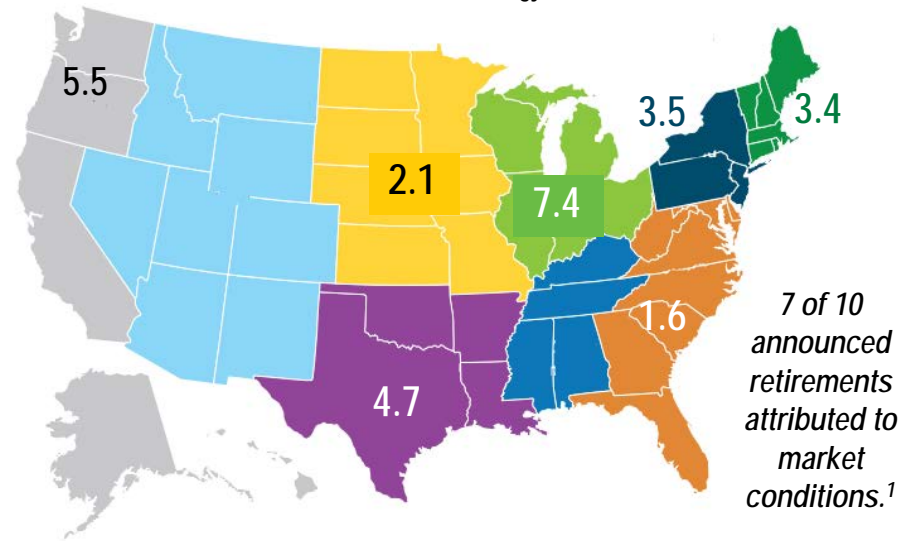 5.5
3.5
3.4
2.1
7.4
1.6
4.7
7 of 10
announced
retirements
attributed to
market
conditions.1